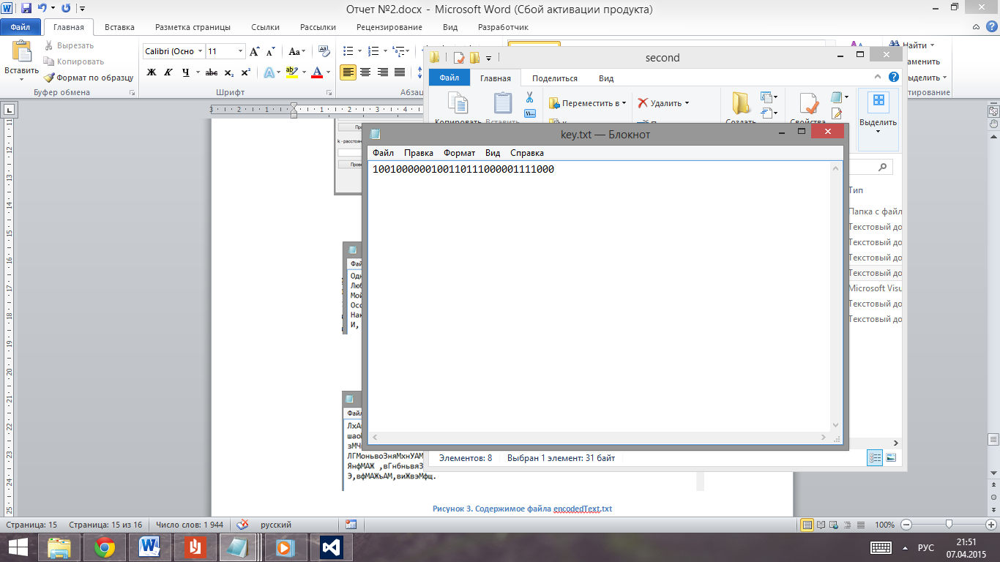 Отчет №2.docx - Microsoft Word (Сбой активации продукта)
Файл Главная Вставка Разметка страницы Ссылки Рассылки Рецензирование Вид Разработчик
Вставить
Вырезать
Копировать
Формат по образцу
Буфер обмена
Calibri (Осно 11
Ж К Ч abc x₂ x² A
Шрифт
Абзац
Найти
аменить
ыделить
тирование
second
Файл Главная Поделиться Вид
Копировать Вставить
Переместить в
Удалить
Создать
Свойства
Выделить
Тип
Папка с файл
Текстовый до
Текстовый до
Текстовый до
Текстовый до
Microsoft Visu
Текстовый до
Текстовый до
Элементов: 8 Выбран 1 элемент: 31 байт
key.txt — Блокнот
Файл Правка Формат Вид Справка
1001000000100110111000001111000
k - расстоян
Фай
Одн
Люб
Мой
Осо
Нак
И,
Файл
ЛхА
шао
зМЧ
ЛГМоньвоЗняМхнУАМ
ЯнфМАЖ ,вГнбньвяЗ
Э,вфМАЖьАМ,виЖвэМфщ.
Рисунок 3. Содержимое файла encodedText.txt
Страница: 15 Страница: 15 из 16 Число слов: 1 944 русский 100%
РУС
21:51
07.04.2015